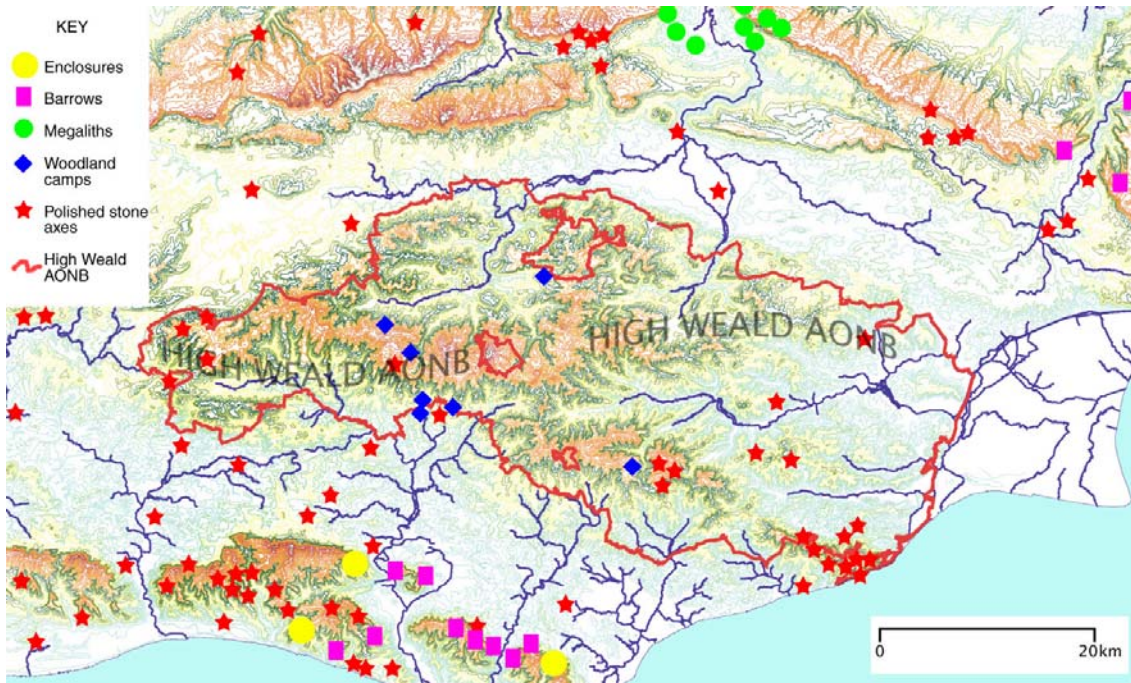 KEY
Enclosures
Barrows
Megaliths
Woodland
camps
Polished stone
axes
High Weald
AONB
HIGH WEALD AONB
HIGH WEALD AONB
0 20km